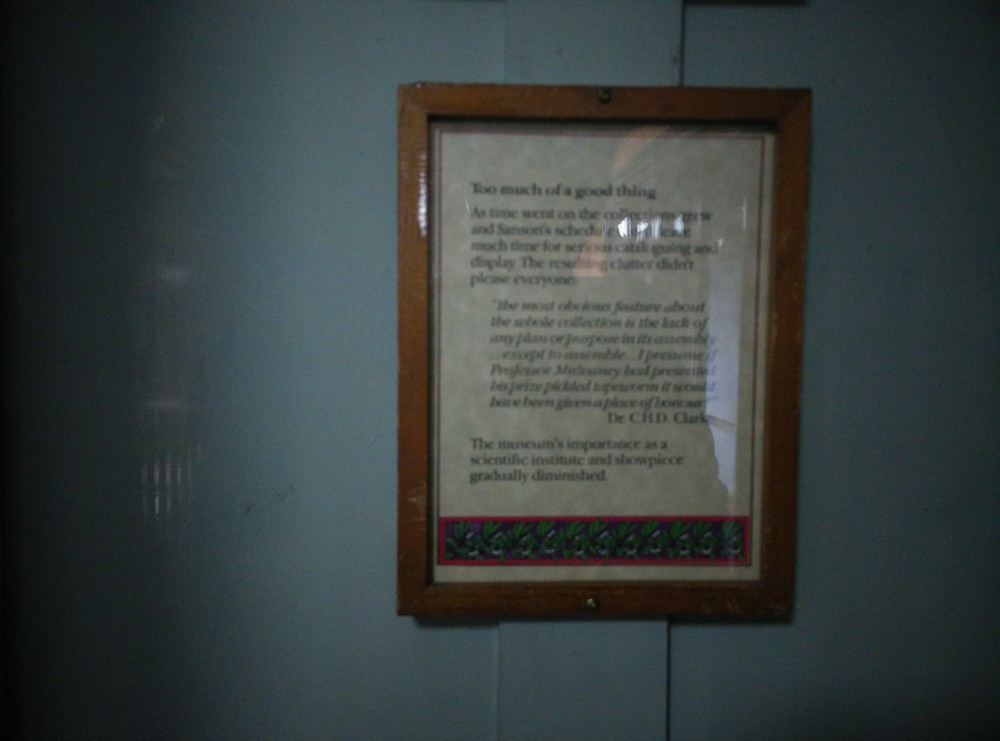 Too much of a good thing
As time went on the collections grew
and Sanson's schedule didn't leave
much time for serious cataloguing and
display. The resulting clutter didn't
please everyone:
"The most obvious feature about
the whole collection is the lack of
any plan or purpose in its assembly
...except to assemble...I presume if
Professor had presented
his prize pickled tapeworm it would
have been given a place of honour."
Dr. C.H.D. Clarke
The museum's importance as a
scientific institute and showpiece
gradually diminished.